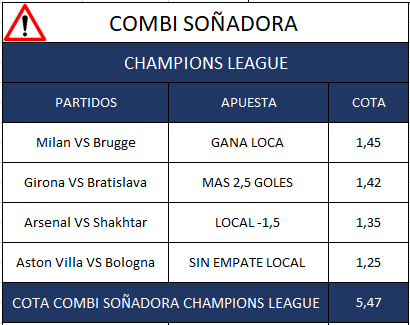 COMBI SOÑADORA
CHAMPIONS LEAGUE
PARTIDOS APUESTA COTA
Milan VS Brugge GANA LOCA 1,45
Girona VS Bratislava MAS 2,5 GOLES 1,42
Arsenal VS Shakhtar LOCAL -1,5 1,35
Aston Villa VS Bologna SIN EMPATE LOCAL 1,25
COTA COMBI SOÑADORA CHAMPIONS LEAGUE 5,47